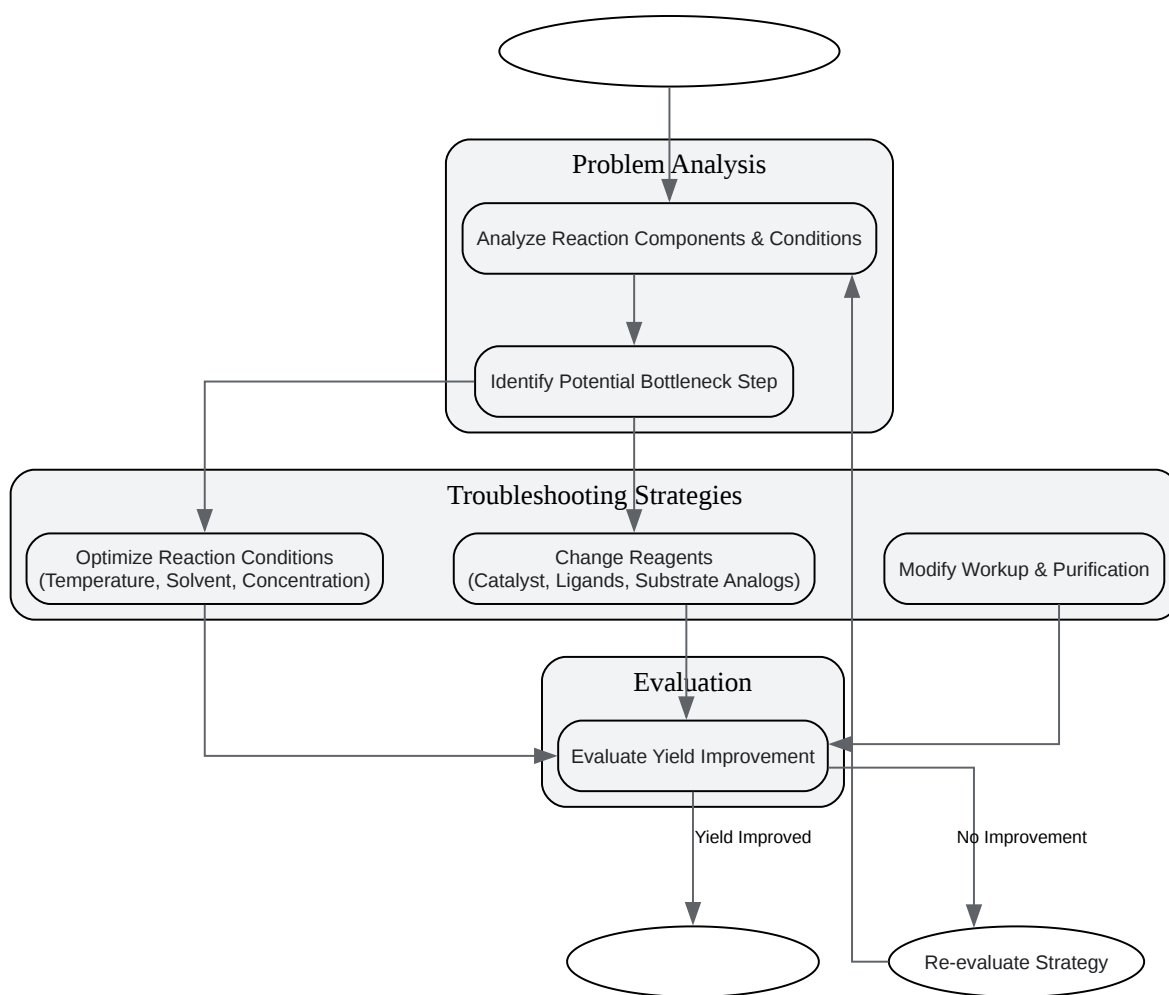 Problem Analysis
Analyze Reaction Components & Conditions
Identify Potential Bottleneck Step
Troubleshooting Strategies
Optimize Reaction Conditions
(Temperature, Solvent, Concentration)
Change Reagents
(Catalyst, Ligands, Substrate Analogs)
Modify Workup & Purification
Evaluation
Evaluate Yield Improvement
Yield Improved
No Improvement
Re-evaluate Strategy